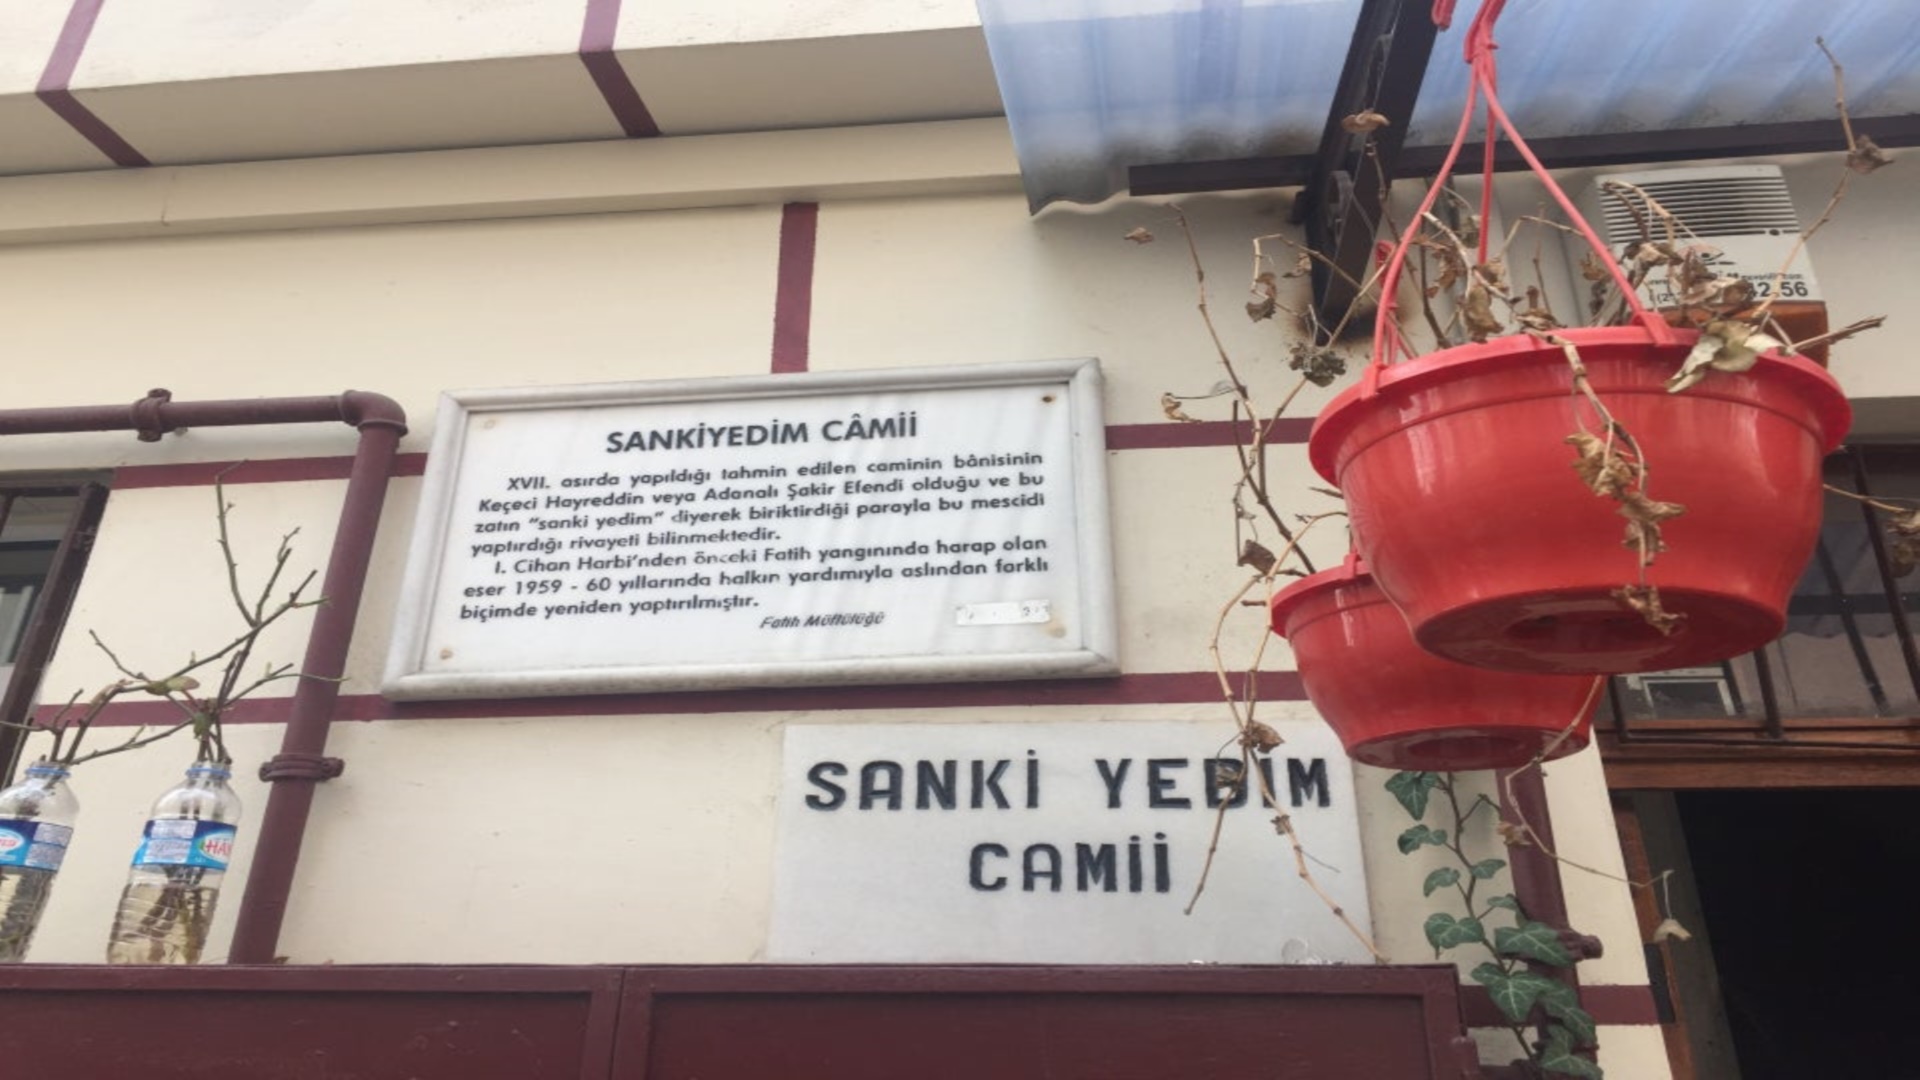 SANKİYEDİM CÂMİİ
XVII. asırda yapıldığı tahmin edilen caminin bânisinin
Keçeci Hayreddin veya Adanalı Şakir Efendi olduğu ve bu
zatın "sanki yedim" diyerek biriktirdiği parayla bu mescidi
yaptırdığı rivayeti bilinmektedir.
I. Cihan Harbi'nden önceki Fatih yangınında harap olan
eser 1959 - 60 yıllarında halkın yardımıyla aslından farklı
biçimde yeniden yaptırılmıştır.
Fatih Müftülüğü
SANKİ YEDİM
CAMİİ
42 56